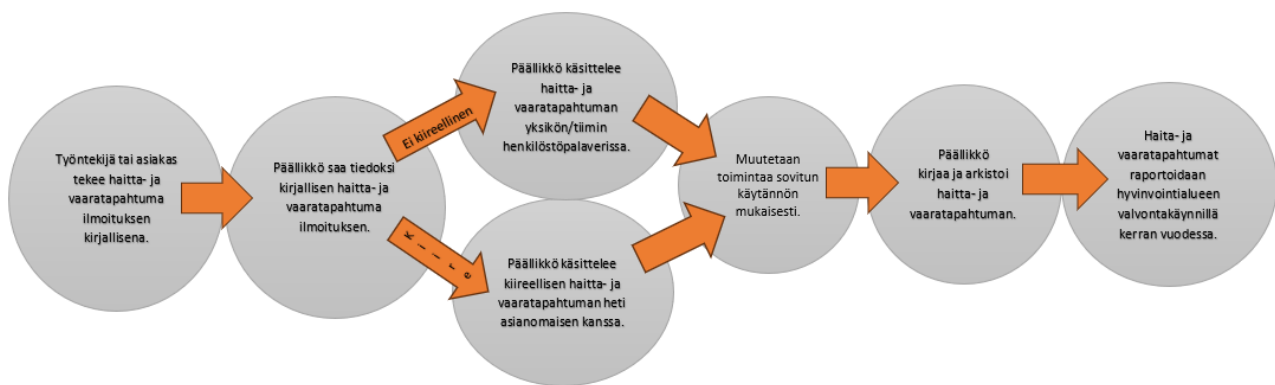 Työntekijä tai asiakas
tekee haitta- ja
vaaratapahtuma
ilmoituksen
kirjallisena.
Päällikkö saa tiedoksi
kirjallisen haitta- ja
vaaratapahtuma
ilmoituksen.
Ei kiireellinen
Päällikkö käsittelee
haitta- ja
vaaratapahtuman
yksikön/tiimin
henkilöstöpalaverissa.
Kiire
Päällikkö käsittelee
kiireellisen haitta- ja
vaaratapahtuman heti
asianomaisen kanssa.
Muutetaan
toimintaa sovitun
käytännön
mukaisesti.
Päällikkö
kirjaa ja arkistoi
haitta- ja
vaaratapahtuman.
Haita- ja
vaaratapahtumat
raportoidaan
hyvinvointialueen
valvontakäynnillä
kerran vuodessa.